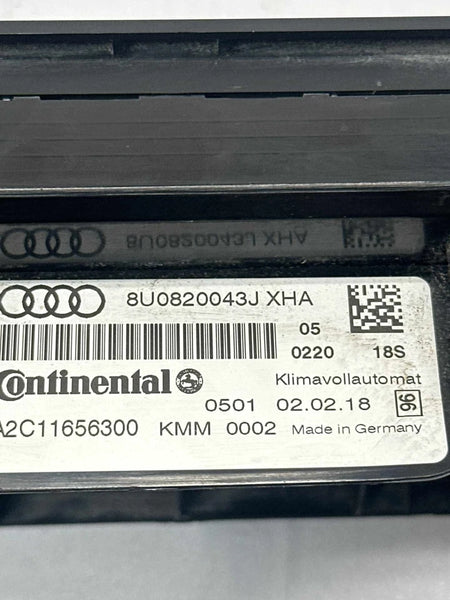 8U0820043J XHA
05
0220 18S
Continental
Klimavollautomat
0501 02.02.18 96
A2C11656300 KMM 0002 Made in Germany